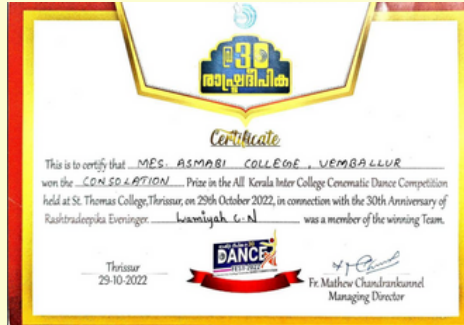 @30
രാഷ്ട്രദീപിക
Certificate
This is to certify that MES. ASMABI COLLEGE, VEMBALLUR
won the CONSOLATION Prize in the All Kerala Inter College Cenematic Dance Competition
held at St. Thomas College,Thrissur, on 29th October 2022, in connection with the 30th Anniversary of
Rashtradeepika Eveninger. Lamiyah C.N was a member of the winning Team.
DANCE
FEST-2022
Thrissur
29-10-2022
Fr. Mathew Chandrankunnel
Managing Director